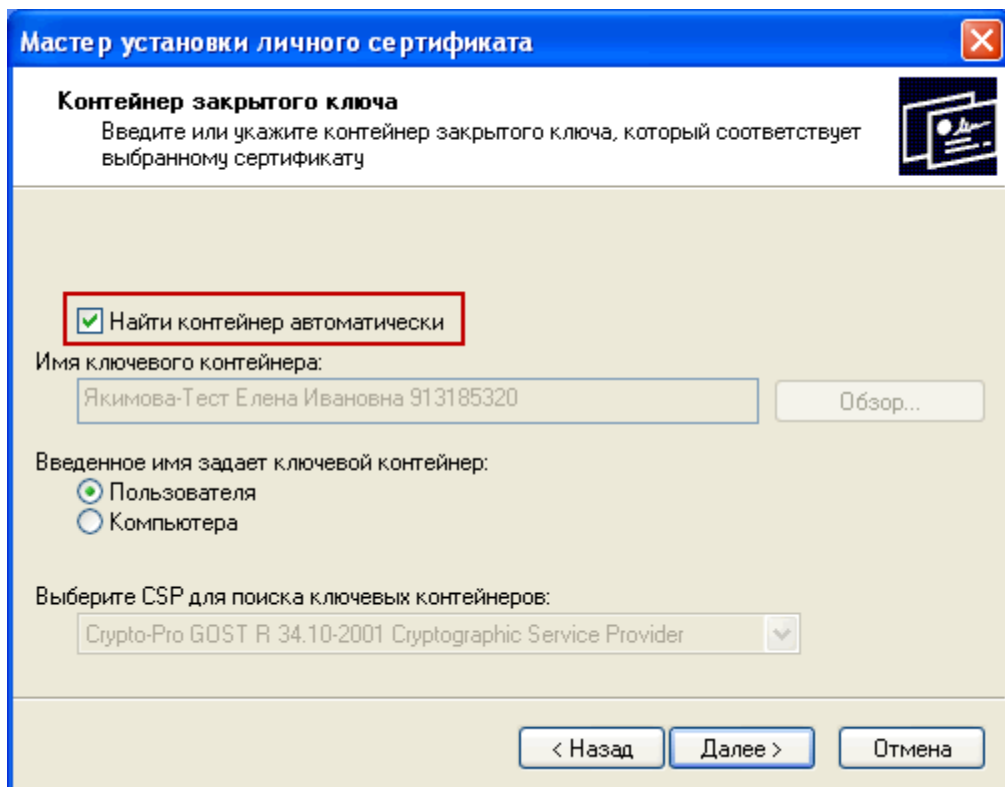 Мастер установки личного сертификата
Контейнер закрытого ключа
Введите или укажите контейнер закрытого ключа, который соответствует
выбранному сертификату
Найти контейнер автоматически
Имя ключевого контейнера:
Якимова-Тест Елена Ивановна 913185320
Обзор...
Введенное имя задает ключевой контейнер:
Пользователя
Компьютера
Выберите CSP для поиска ключевых контейнеров:
Crypto-Pro GOST R 34.10-2001 Cryptographic Service Provider
< Назад
Далее >
Отмена